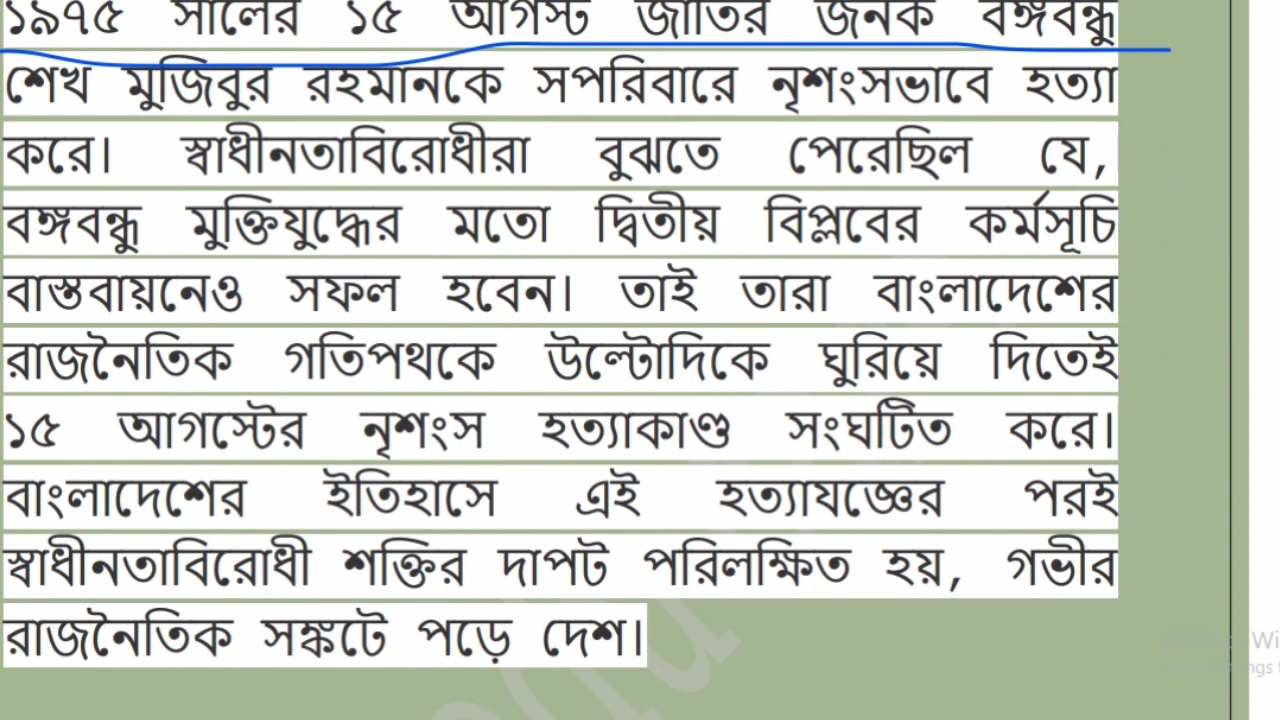 ১৯৭৫ সালের ১৫ আগস্ট জাতির জনক বঙ্গবন্ধু
শেখ মুজিবুর রহমানকে সপরিবারে নৃশংসভাবে হত্যা
করে। স্বাধীনতাবিরোধীরা বুঝতে পেরেছিল যে,
বঙ্গবন্ধু মুক্তিযুদ্ধের মতো দ্বিতীয় বিপ্লবের কর্মসূচি
বাস্তবায়নেও সফল হবেন। তাই তারা বাংলাদেশের
রাজনৈতিক গতিপথকে উল্টোদিকে ঘুরিয়ে দিতেই
১৫ আগস্টের নৃশংস হত্যাকাণ্ড সংঘটিত করে।
বাংলাদেশের ইতিহাসে এই হত্যাযজ্ঞের পরই
স্বাধীনতাবিরোধী শক্তির দাপট পরিলক্ষিত হয়, গভীর
রাজনৈতিক সঙ্কটে পড়ে দেশ।